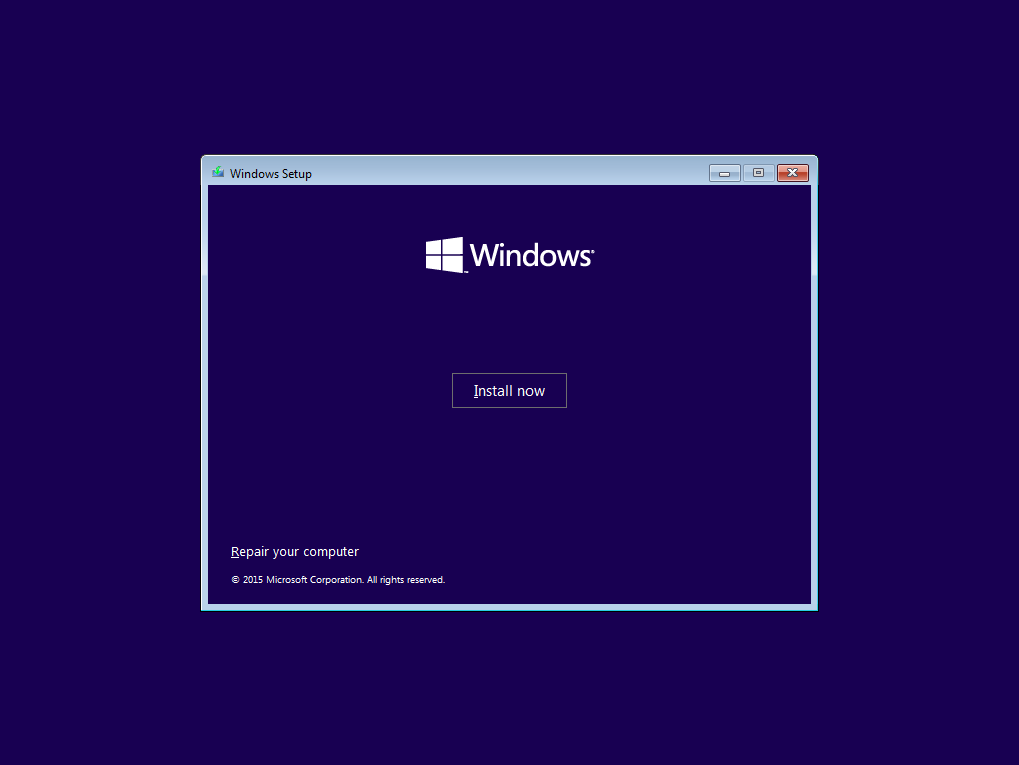 Windows Setup
Windows®
Install now
Repair your computer
© 2015 Microsoft Corporation. All rights reserved.